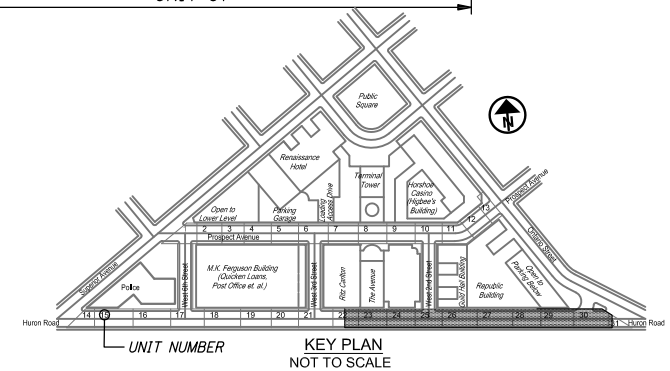 Public
Square
N
Renaissance
Hotel
Terminal
Tower
Horshoe
Casino
(Higbee's
Building)
Prospect Avenue
Open to
Lower Level
Parking
Garage
Loading
Access Drive
13
12
2 3 4 5 6 7 8 9 10 11
Prospect Avenue
Ontario Street
Superior Avenue
Police
West 6th Street
M.K. Ferguson Building
(Quicken Loans,
Post Office et. al.)
West 3rd Street
Ritz Carlton
The Avenue
West 2nd Street
Guild Hall Building
Republic
Building
Open to
Parking Below
14 15 16 17 18 19 20 21 22 23 24 25 26 27 28 29 30 31
Huron Road
Huron Road
UNIT NUMBER
KEY PLAN
NOT TO SCALE